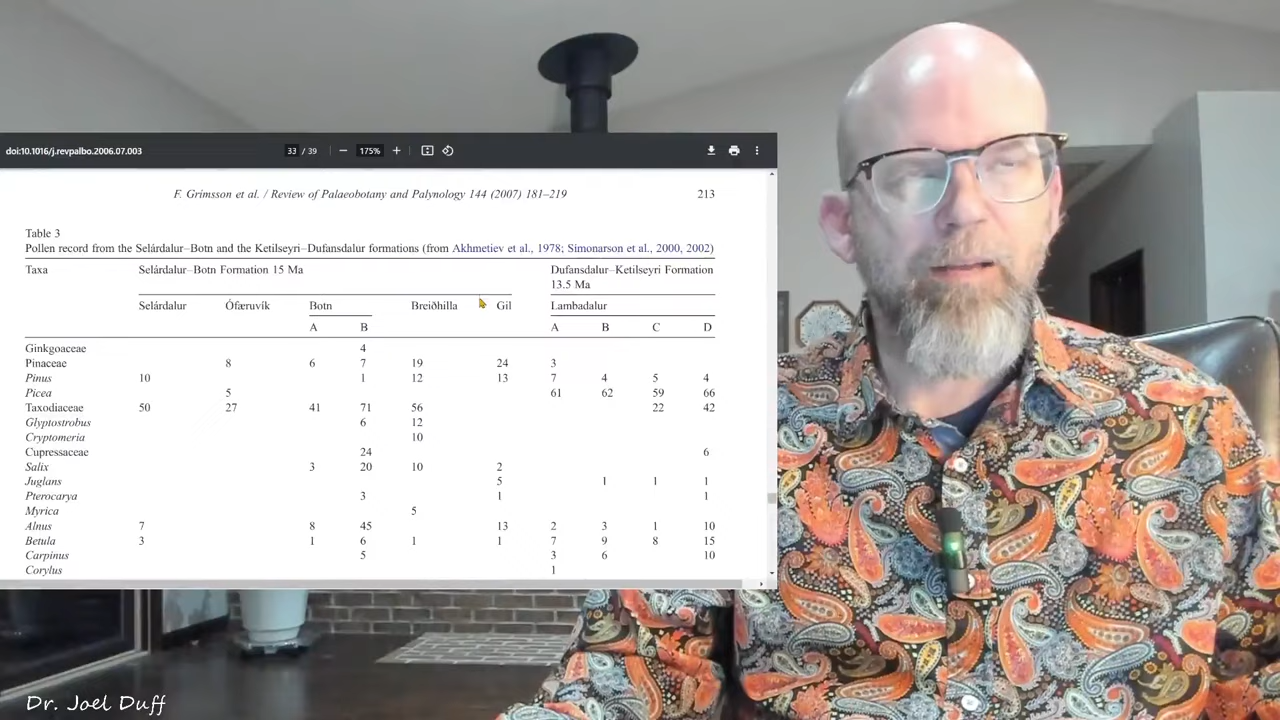 doi:10.1016/j.revpalbo.2006.07.003 33 / 39 175%
F. Grímsson et al. / Review of Palaeobotany and Palynology 144 (2007) 181–219 213
Table 3
Pollen record from the Selárdalur–Botn and the Ketilseyri–Dufansdalur formations (from Akhmetiev et al., 1978; Símonarson et al., 2000, 2002)
Taxa Selárdalur–Botn Formation 15 Ma Dufansdalur–Ketilseyri Formation
13.5 Ma
Selárdalur Ófæruvík Botn Breiðhilla Gil Lambadalur
A B A B C D
Ginkgoaceae 4
Pinaceae 8 6 7 19 24 3
Pinus 10 1 12 13 7 4 5 4
Picea 5 61 62 59 66
Taxodiaceae 50 27 41 71 56 22 42
Glyptostrobus 6 12
Cryptomeria 10
Cupressaceae 24 6
Salix 3 20 10 2
Juglans 5 1 1 1
Pterocarya 3 1 1
Myrica 5
Alnus 7 8 45 13 2 3 1 10
Betula 3 1 6 1 1 7 9 8 15
Carpinus 5 3 6 10
Corylus 1
Dr. Joel Duff